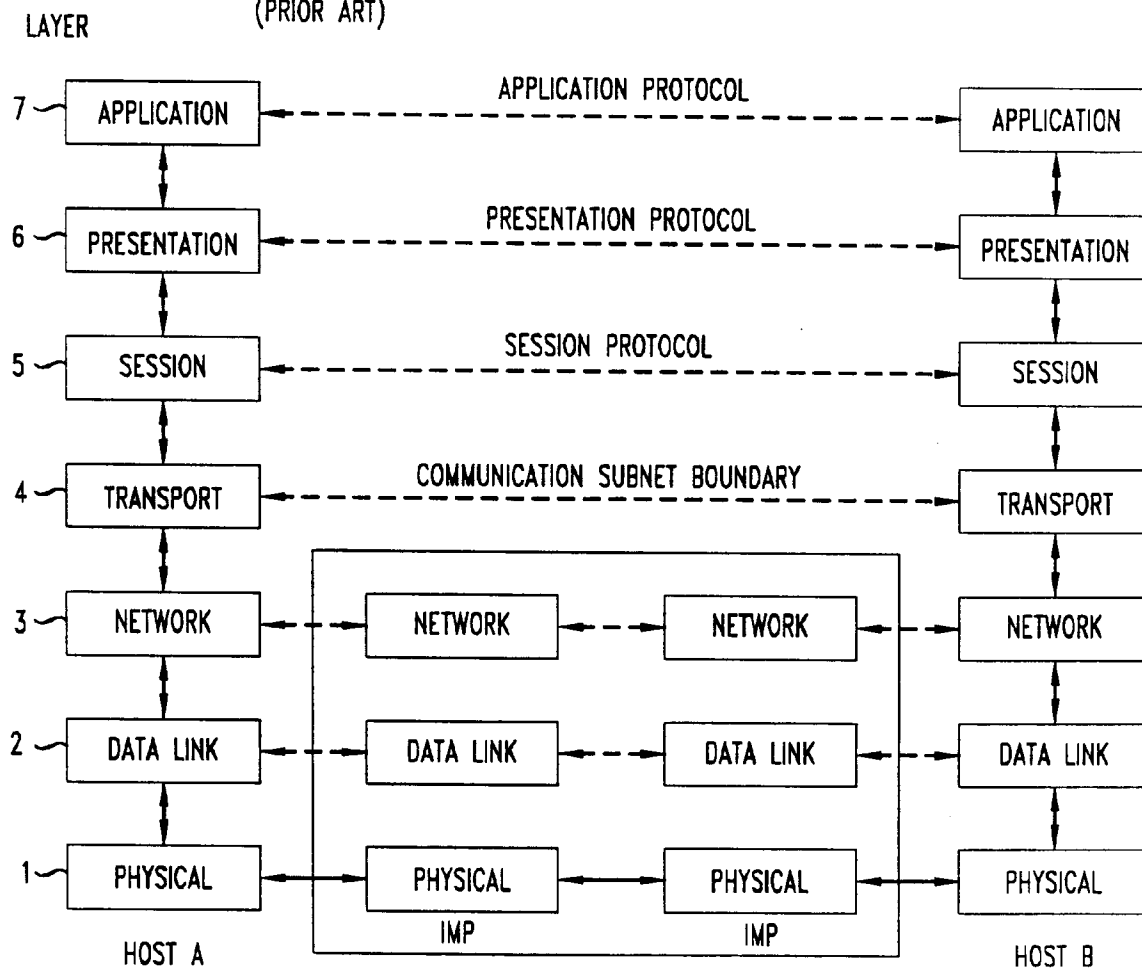 (PRIOR ART)
LAYER
7 APPLICATION APPLICATION PROTOCOL APPLICATION
6 PRESENTATION PRESENTATION PROTOCOL PRESENTATION
5 SESSION SESSION PROTOCOL SESSION
4 TRANSPORT COMMUNICATION SUBNET BOUNDARY TRANSPORT
3 NETWORK NETWORK NETWORK NETWORK
2 DATA LINK DATA LINK DATA LINK DATA LINK
1 PHYSICAL PHYSICAL PHYSICAL PHYSICAL
IMP IMP
HOST A HOST B